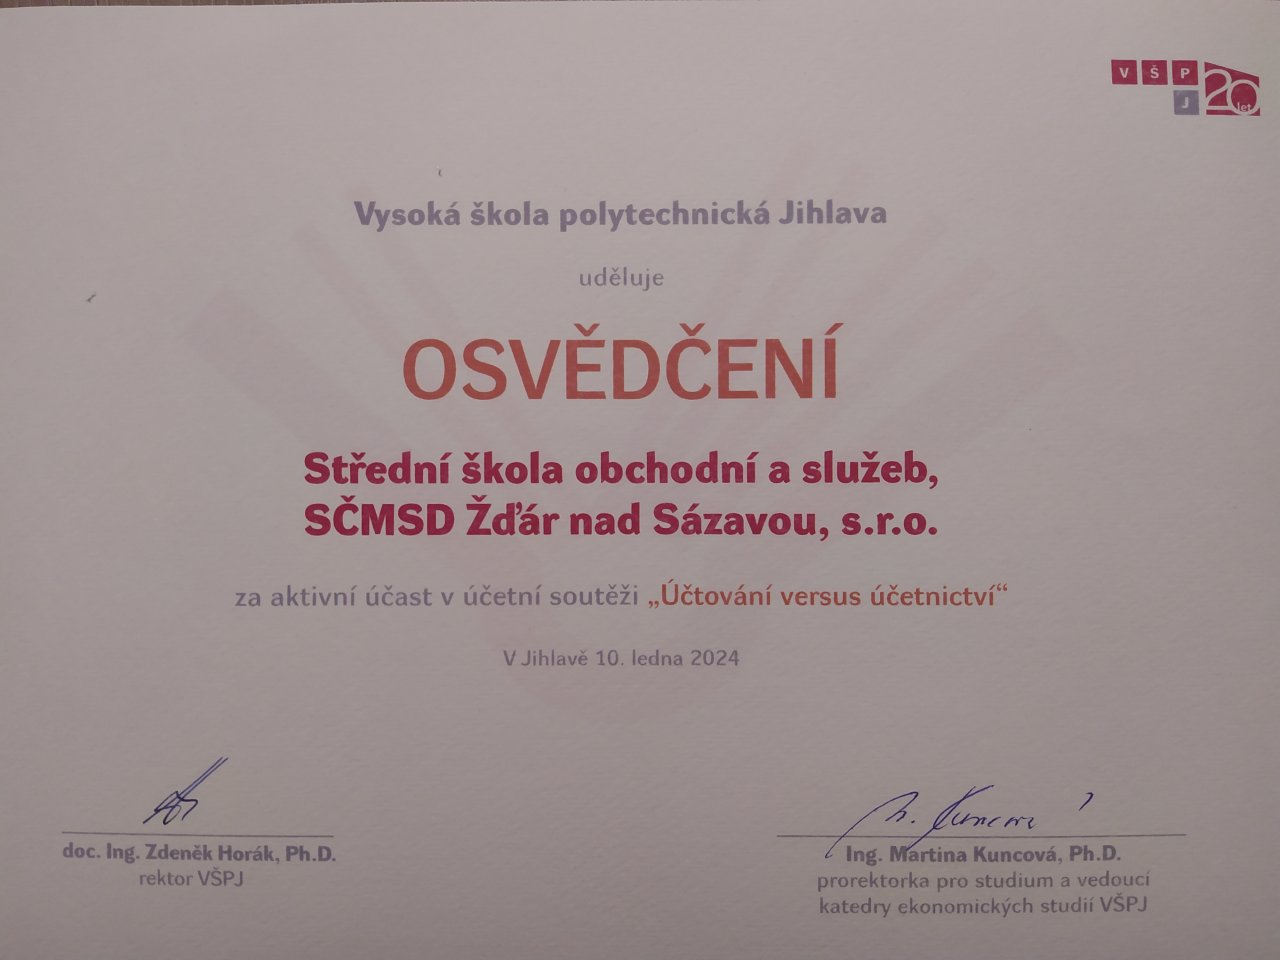 V Š P
J 20 let
Vysoká škola polytechnická Jihlava
uděluje
OSVĚDČENÍ
Střední škola obchodní a služeb,
SČMSD Žďár nad Sázavou, s.r.o.
za aktivní účast v účetní soutěži „Účtování versus účetnictví“
V Jihlavě 10. ledna 2024
M. Kuncová
doc. Ing. Zdeněk Horák, Ph.D.
rektor VŠPJ
Ing. Martina Kuncová, Ph.D.
prorektorka pro studium a vedoucí
katedry ekonomických studií VŠPJ